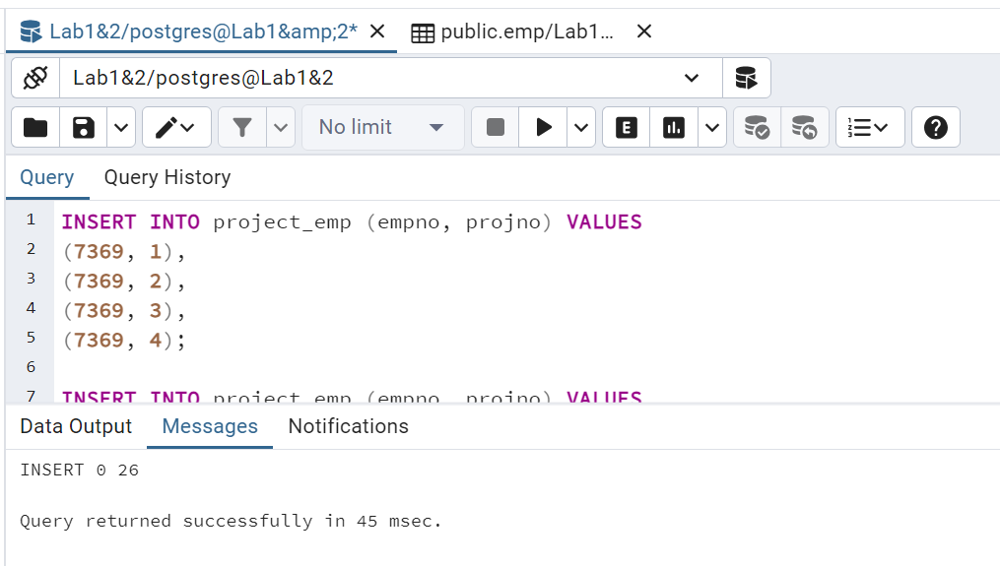 Lab1&2/postgres@Lab1&amp;2*
public.emp/Lab1...
Lab1&2/postgres@Lab1&2
No limit
E
Query
Query History
1 INSERT INTO project_emp (empno, projno) VALUES
2 (7369, 1),
3 (7369, 2),
4 (7369, 3),
5 (7369, 4);
6
7 INSERT INTO project_emp (empno, projno) VALUES
Data Output
Messages
Notifications
INSERT 0 26
Query returned successfully in 45 msec.